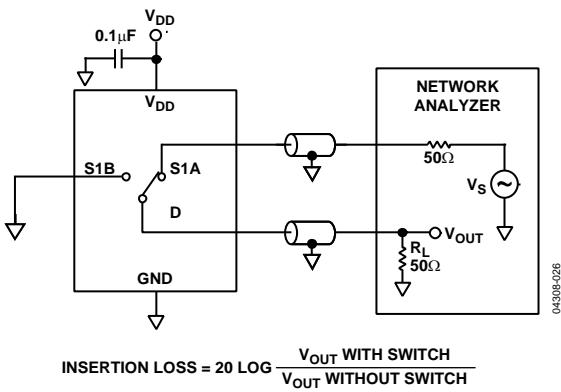 V_DD
0.1µF
V_DD
NETWORK
ANALYZER
S1B
S1A
D
50Ω
V_S
V_OUT
R_L
50Ω
GND
04308-026
INSERTION LOSS = 20 LOG V_OUT WITH SWITCH
V_OUT WITHOUT SWITCH